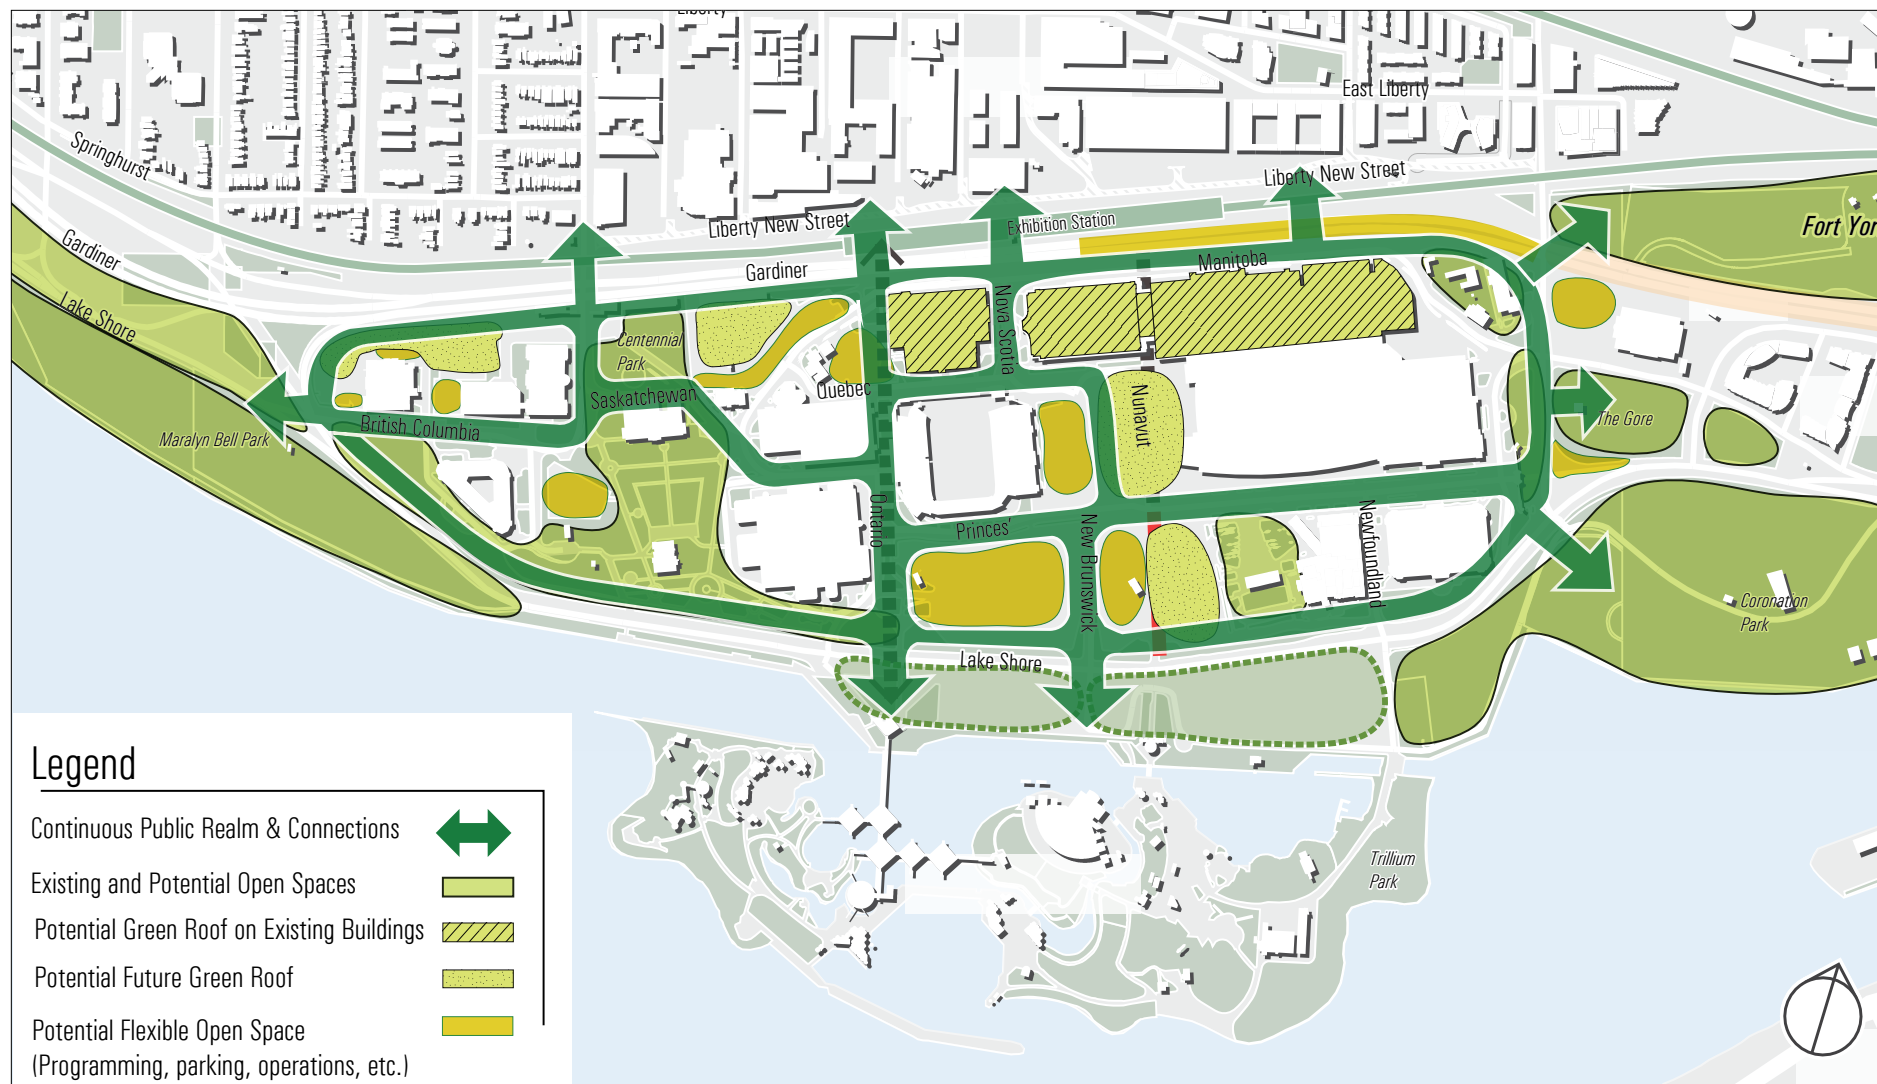 Liberty
East Liberty
Springhurst
Liberty New Street
Liberty New Street
Exhibition Station
Fort Yor
Gardiner
Gardiner
Manitoba
Lake Shore
Nova Scotia
Centennial
Park
Quebec
Saskatchewan
Nunavut
British Columbia
Maralyn Bell Park
The Gore
Ontario
Princes'
New Brunswick
Newfoundland
Coronation
Park
Lake Shore
Trillium
Park
Legend
Continuous Public Realm & Connections
Existing and Potential Open Spaces
Potential Green Roof on Existing Buildings
Potential Future Green Roof
Potential Flexible Open Space
(Programming, parking, operations, etc.)